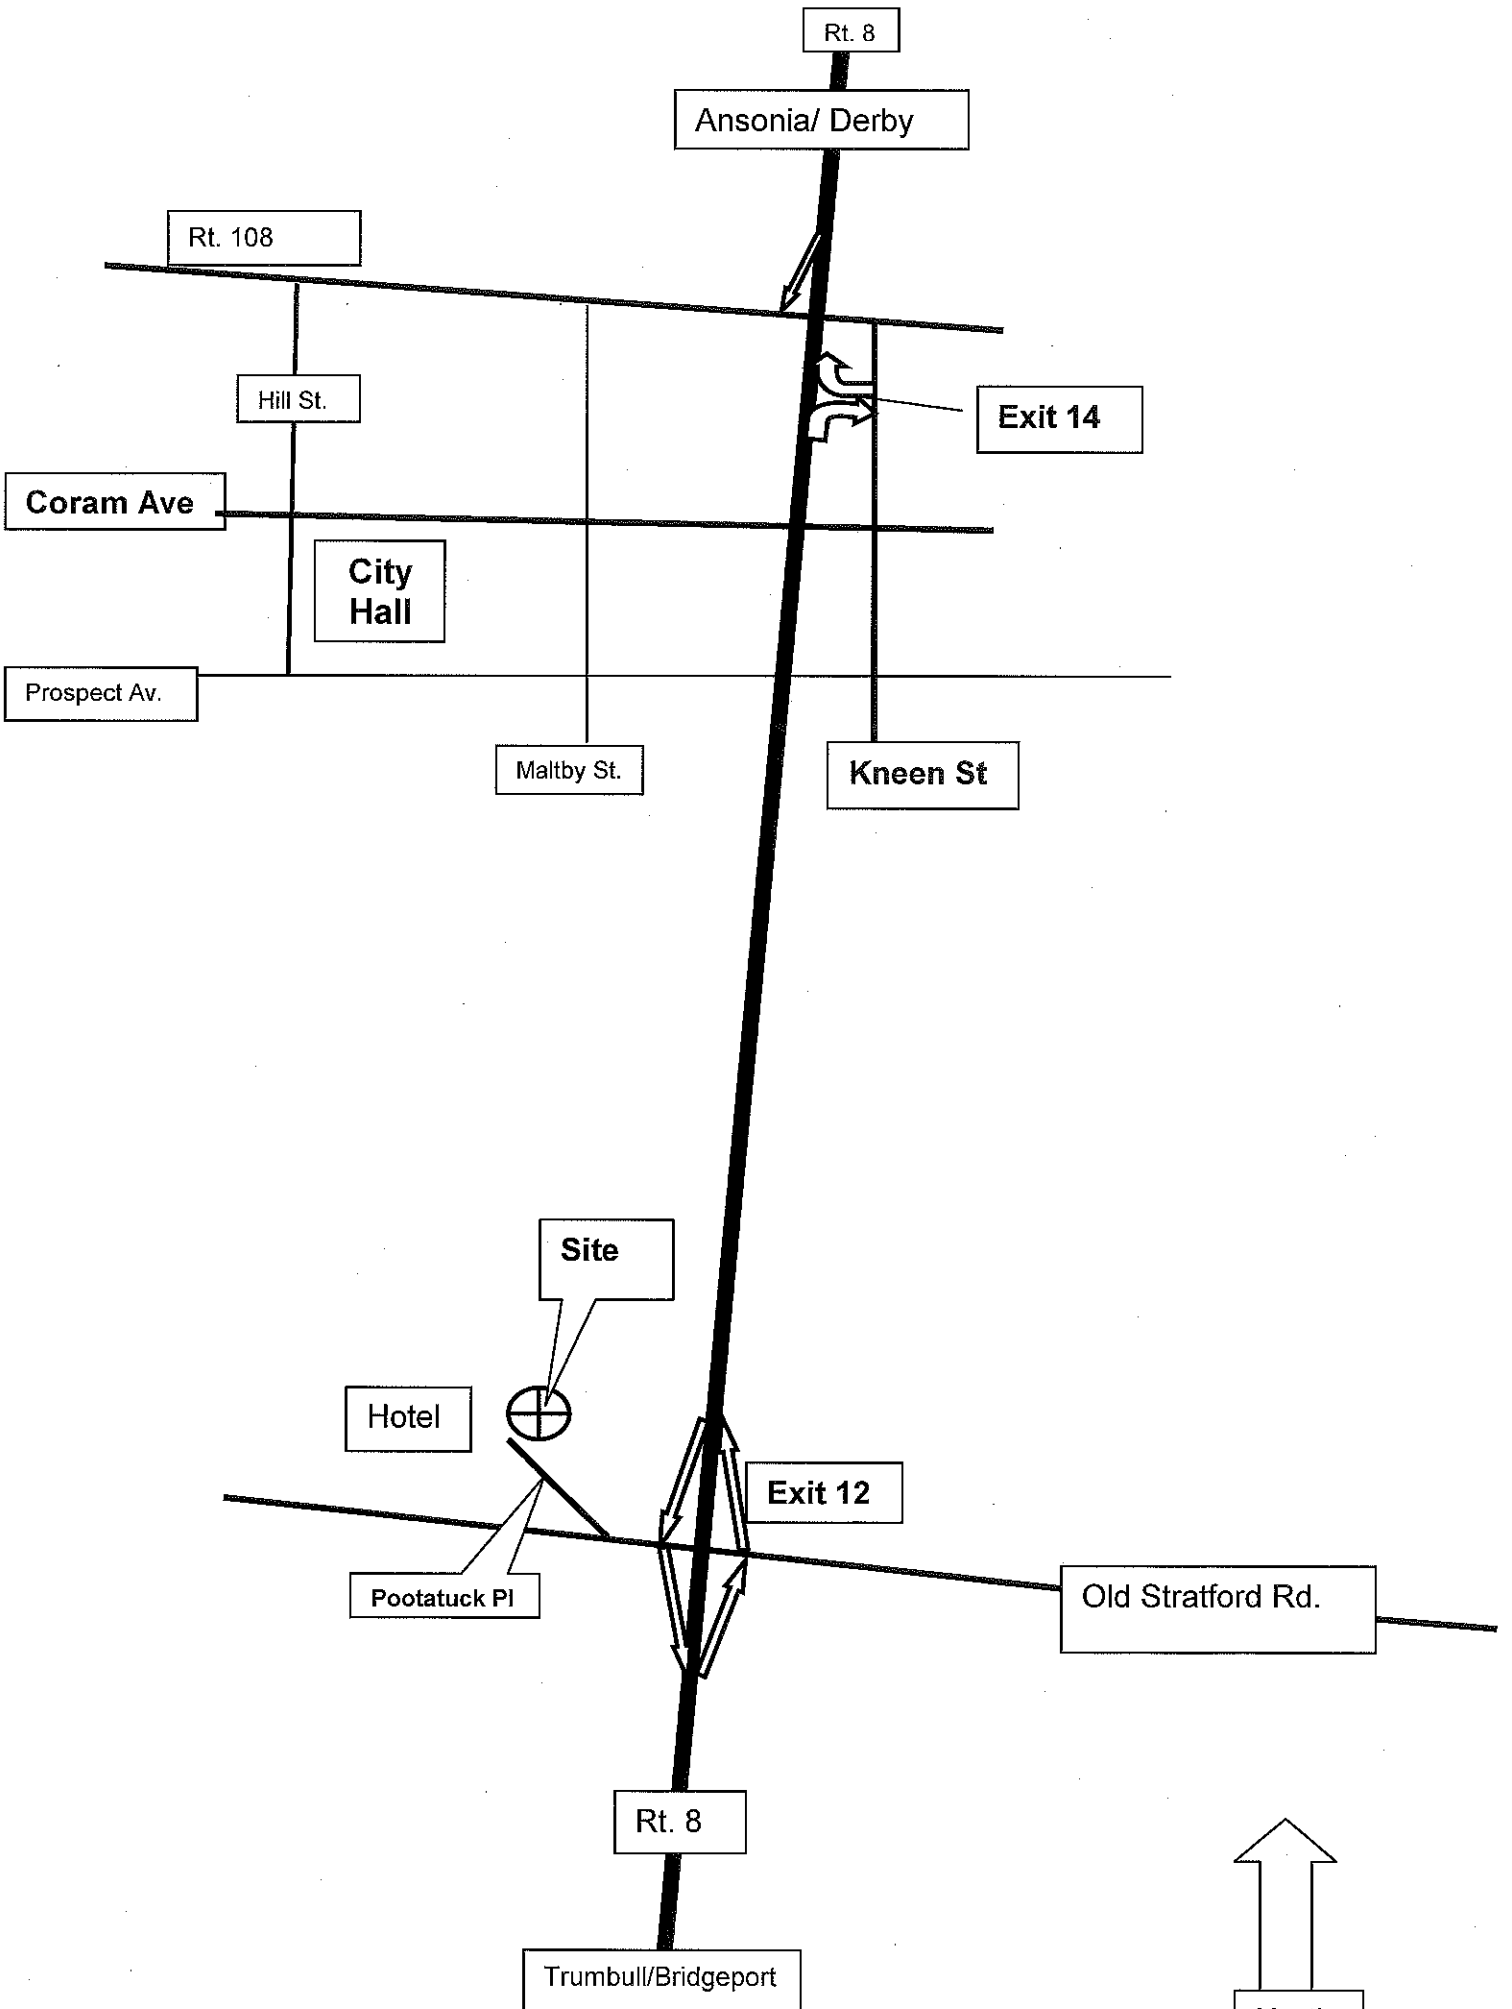 Rt. 8
Ansonia/ Derby
Rt. 108
Hill St.
Exit 14
Coram Ave
City
Hall
Prospect Av.
Maltby St.
Kneen St
Site
Hotel
Exit 12
Pootatuck Pl
Old Stratford Rd.
Rt. 8
Trumbull/Bridgeport